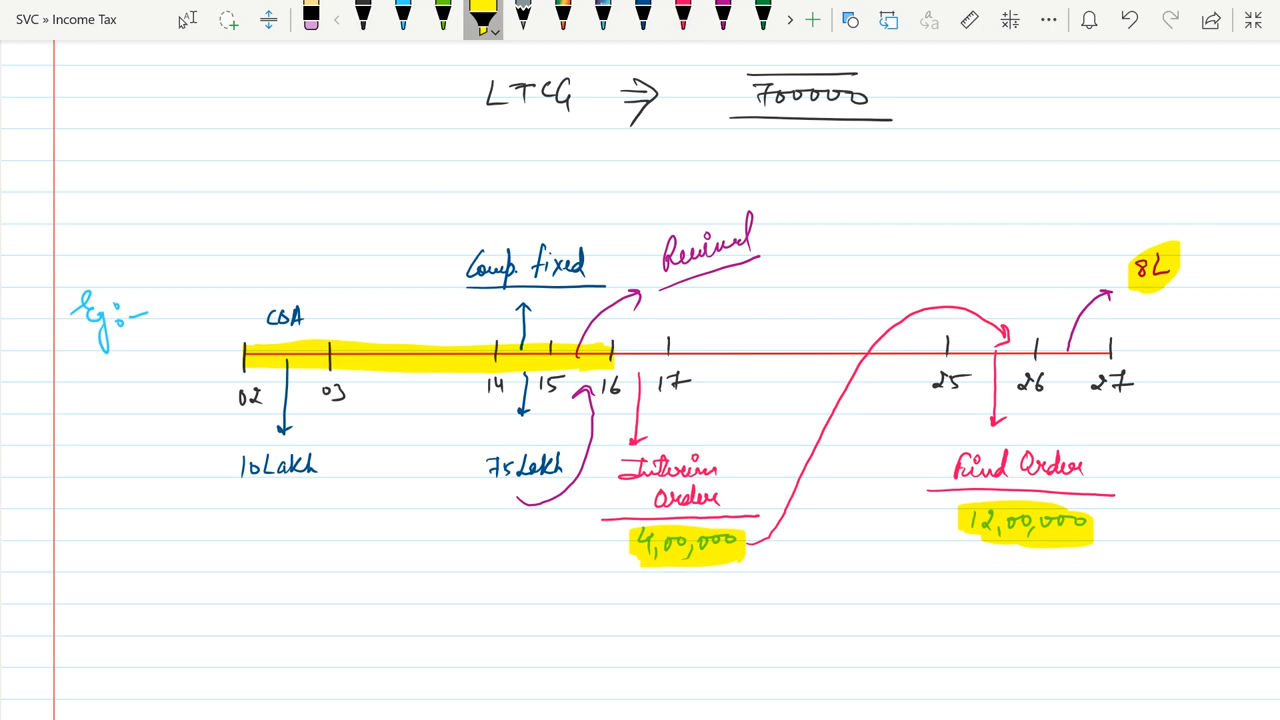 SVC » Income Tax
LTCG ⇒ 700000
Comp. fixed
Received
8L
Eg:-
COA
02 03 14 15 16 17 25 26 27
10 Lakh
75 Lakh
Interim
Order
4,00,000
Final Order
12,00,000